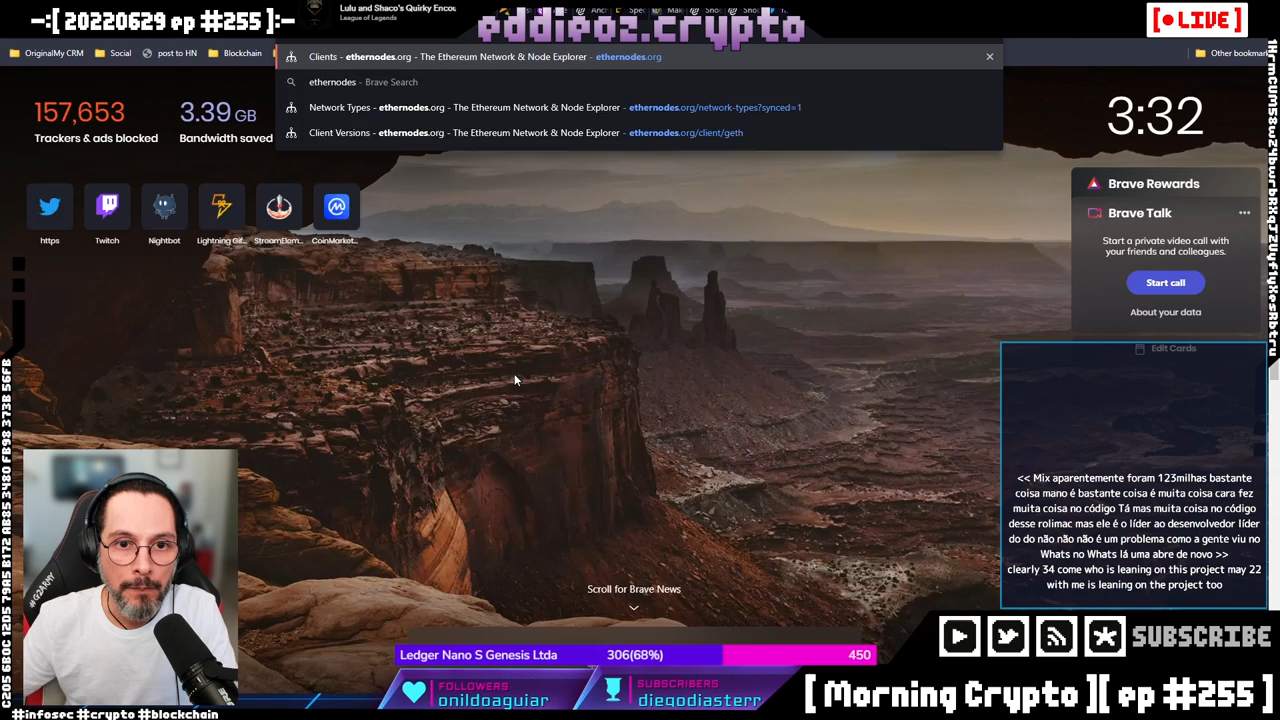 -:[ 20220629 ep #255 ]:-
Lulu and Shaco's Quirky Encou
League of Legends
eddieoz.crypto
[● LIVE ]
OriginalMy CRM
Social
post to HN
Blockchain
Other bookmar
Clients - ethernodes.org - The Ethereum Network & Node Explorer - ethernodes.org
ethernodes - Brave Search
Network Types - ethernodes.org - The Ethereum Network & Node Explorer - ethernodes.org/network-types?synced=1
Client Versions - ethernodes.org - The Ethereum Network & Node Explorer - ethernodes.org/client/geth
157,653
Trackers & ads blocked
3.39 GB
Bandwidth saved
3:32
https
Twitch
Nightbot
Lightning Gif...
StreamElem...
CoinMarket...
Brave Rewards
Brave Talk
Start a private video call with
your friends and colleagues.
Start call
About your data
Edit Cards
<< Mix aparentemente foram 123milhas bastante
coisa mano é bastante coisa é muita coisa cara fez
muita coisa no código Tá mas muita coisa no código
desse rolimac mas ele é o líder ao desenvolvedor líder
do do não não não é um problema como a gente viu no
Whats no Whats lá uma abre de novo >>
clearly 34 come who is leaning on this project may 22
with me is leaning on the project too
Scroll for Brave News
#G2ARMY
Ledger Nano S Genesis Ltda
306(68%)
450
FOLLOWERS
onildoaguiar
SUBSCRIBERS
diegodiasterr
SUBSCRIBE
[ Morning Crypto ][ ep #255 ]
#infosec #crypto #blockchain